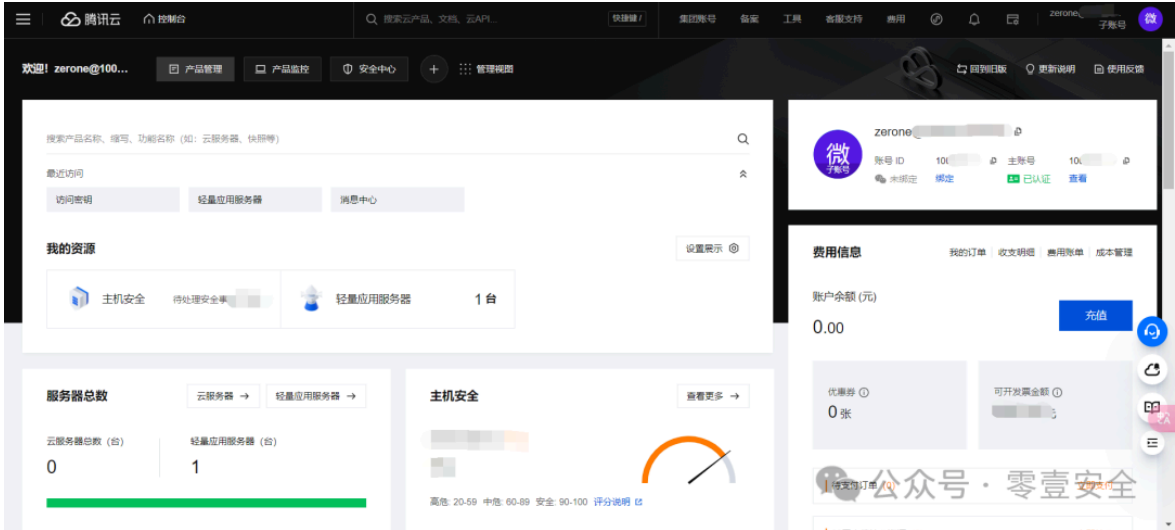 腾讯云 控制台 搜索云产品、文档、云API... 快捷键 / 集团账号 备案 工具 客服支持 费用 zerone 子账号 微
欢迎! zerone@100... 产品管理 产品监控 安全中心 + 管理视图 回到旧版 更新说明 使用反馈
搜索产品名称、缩写、功能名称 (如: 云服务器、快照等)
最近访问
访问密钥 轻量应用服务器 消息中心
我的资源 设置展示
主机安全 待处理安全事 轻量应用服务器 1 台
服务器总数 云服务器 → 轻量应用服务器 →
云服务器总数 (台) 轻量应用服务器 (台)
0 1
主机安全 查看更多 →
高危: 20-59 中危: 60-89 安全: 90-100 评分说明
微
子账号
zerone
账号 ID 主账号
未绑定 绑定 已认证 查看
费用信息 我的订单 收支明细 费用账单 成本管理
账户余额 (元)
0.00 充值
优惠券 可开发票金额
0 张 元
待支付订单 (0) 立即支付
公众号 · 零壹安全